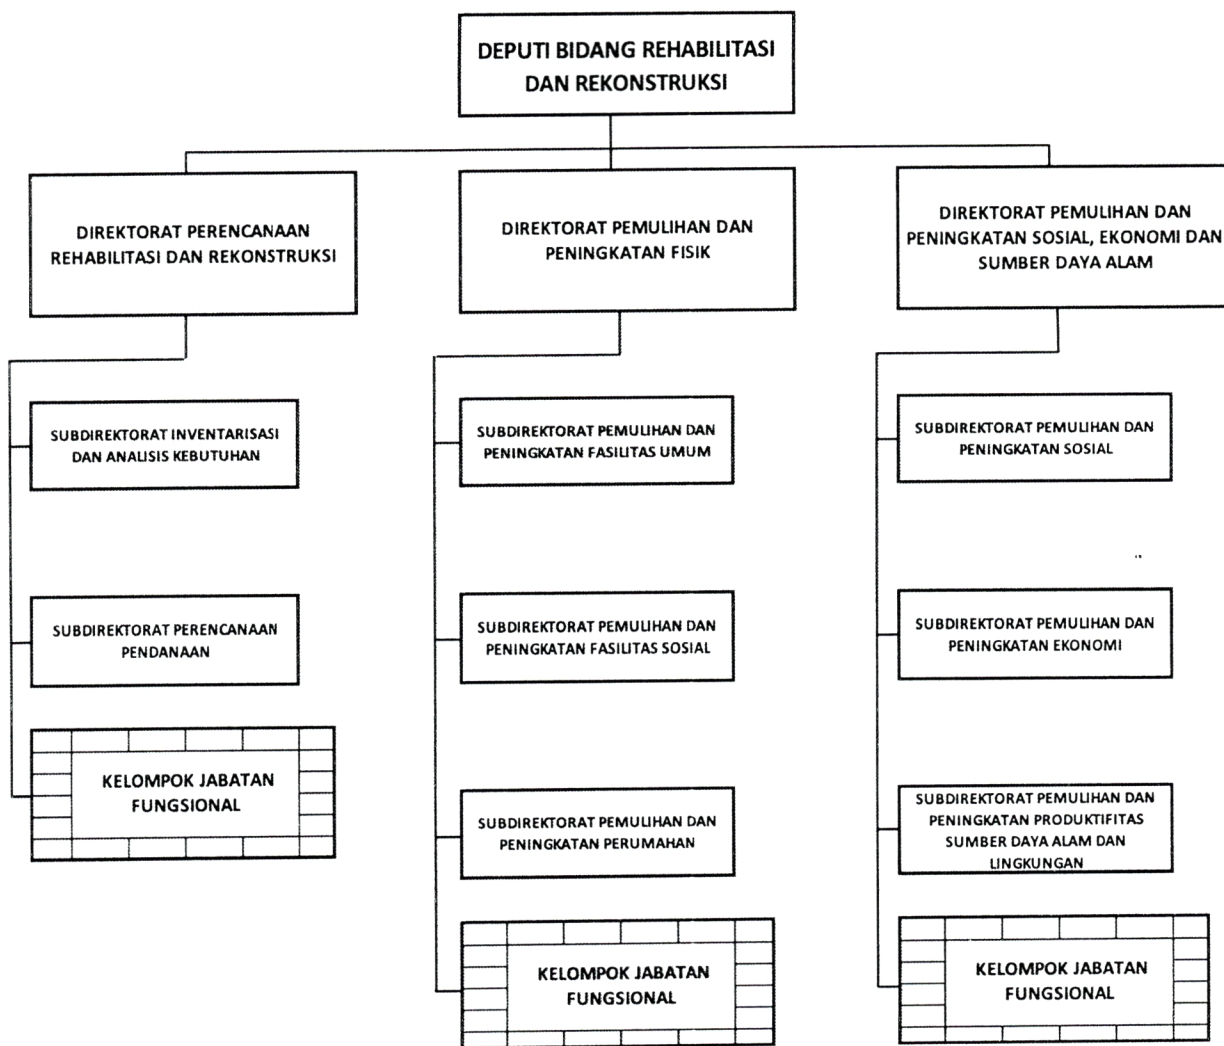 DEPUTI BIDANG REHABILITASI
DAN REKONSTRUKSI
DIREKTORAT PERENCANAAN
REHABILITASI DAN REKONSTRUKSI
DIREKTORAT PEMULIHAN DAN
PENINGKATAN FISIK
DIREKTORAT PEMULIHAN DAN
PENINGKATAN SOSIAL, EKONOMI DAN
SUMBER DAYA ALAM
SUBDIREKTORAT INVENTARISASI
DAN ANALISIS KEBUTUHAN
SUBDIREKTORAT PERENCANAAN
PENDANAAN
KELOMPOK JABATAN
FUNGSIONAL
SUBDIREKTORAT PEMULIHAN DAN
PENINGKATAN FASILITAS UMUM
SUBDIREKTORAT PEMULIHAN DAN
PENINGKATAN FASILITAS SOSIAL
SUBDIREKTORAT PEMULIHAN DAN
PENINGKATAN PERUMAHAN
KELOMPOK JABATAN
FUNGSIONAL
SUBDIREKTORAT PEMULIHAN DAN
PENINGKATAN SOSIAL
SUBDIREKTORAT PEMULIHAN DAN
PENINGKATAN EKONOMI
SUBDIREKTORAT PEMULIHAN DAN
PENINGKATAN PRODUKTIFITAS
SUMBER DAYA ALAM DAN
LINGKUNGAN
KELOMPOK JABATAN
FUNGSIONAL